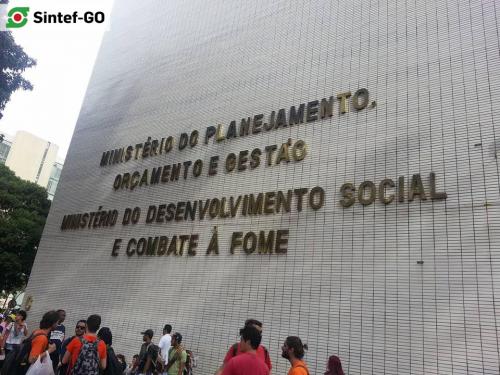 Sintef-GO
MINISTÉRIO DO PLANEJAMENTO,
ORÇAMENTO E GESTÃO
MINISTÉRIO DO DESENVOLVIMENTO SOCIAL
E COMBATE À FOME